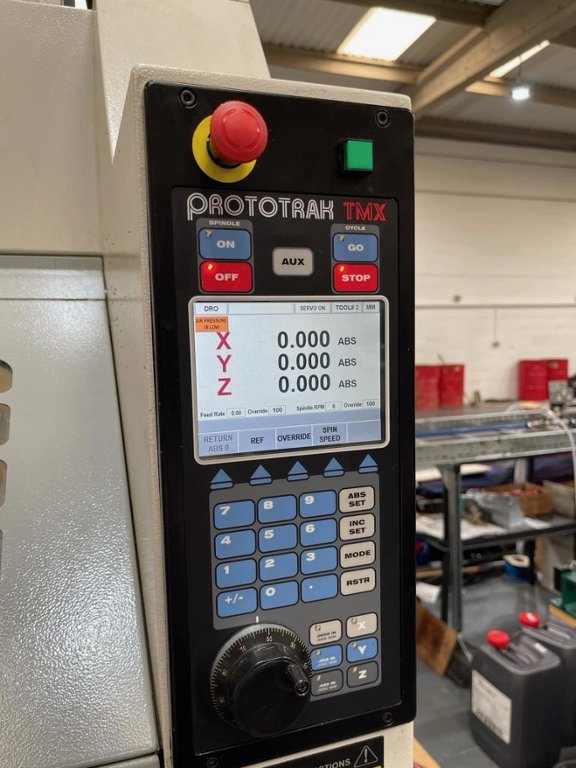 PROTOTRAK TMX
SPINDLE CYCLE
ON AUX GO
OFF STOP
DRO SERVO ON TOOL# 2 MM
AIR PRESSURE
IS LOW
X 0.000 ABS
Y 0.000 ABS
Z 0.000 ABS
Feed Rate 0.00 Override 100 Spindle RPM 0 Override 100
RETURN
ABS 0
REF
OVERRIDE
SPIN
SPEED
7 8 9 ABS SET
4 5 6 INC SET
1 2 3 MODE
+/- 0 . RSTR
X
Y
Z